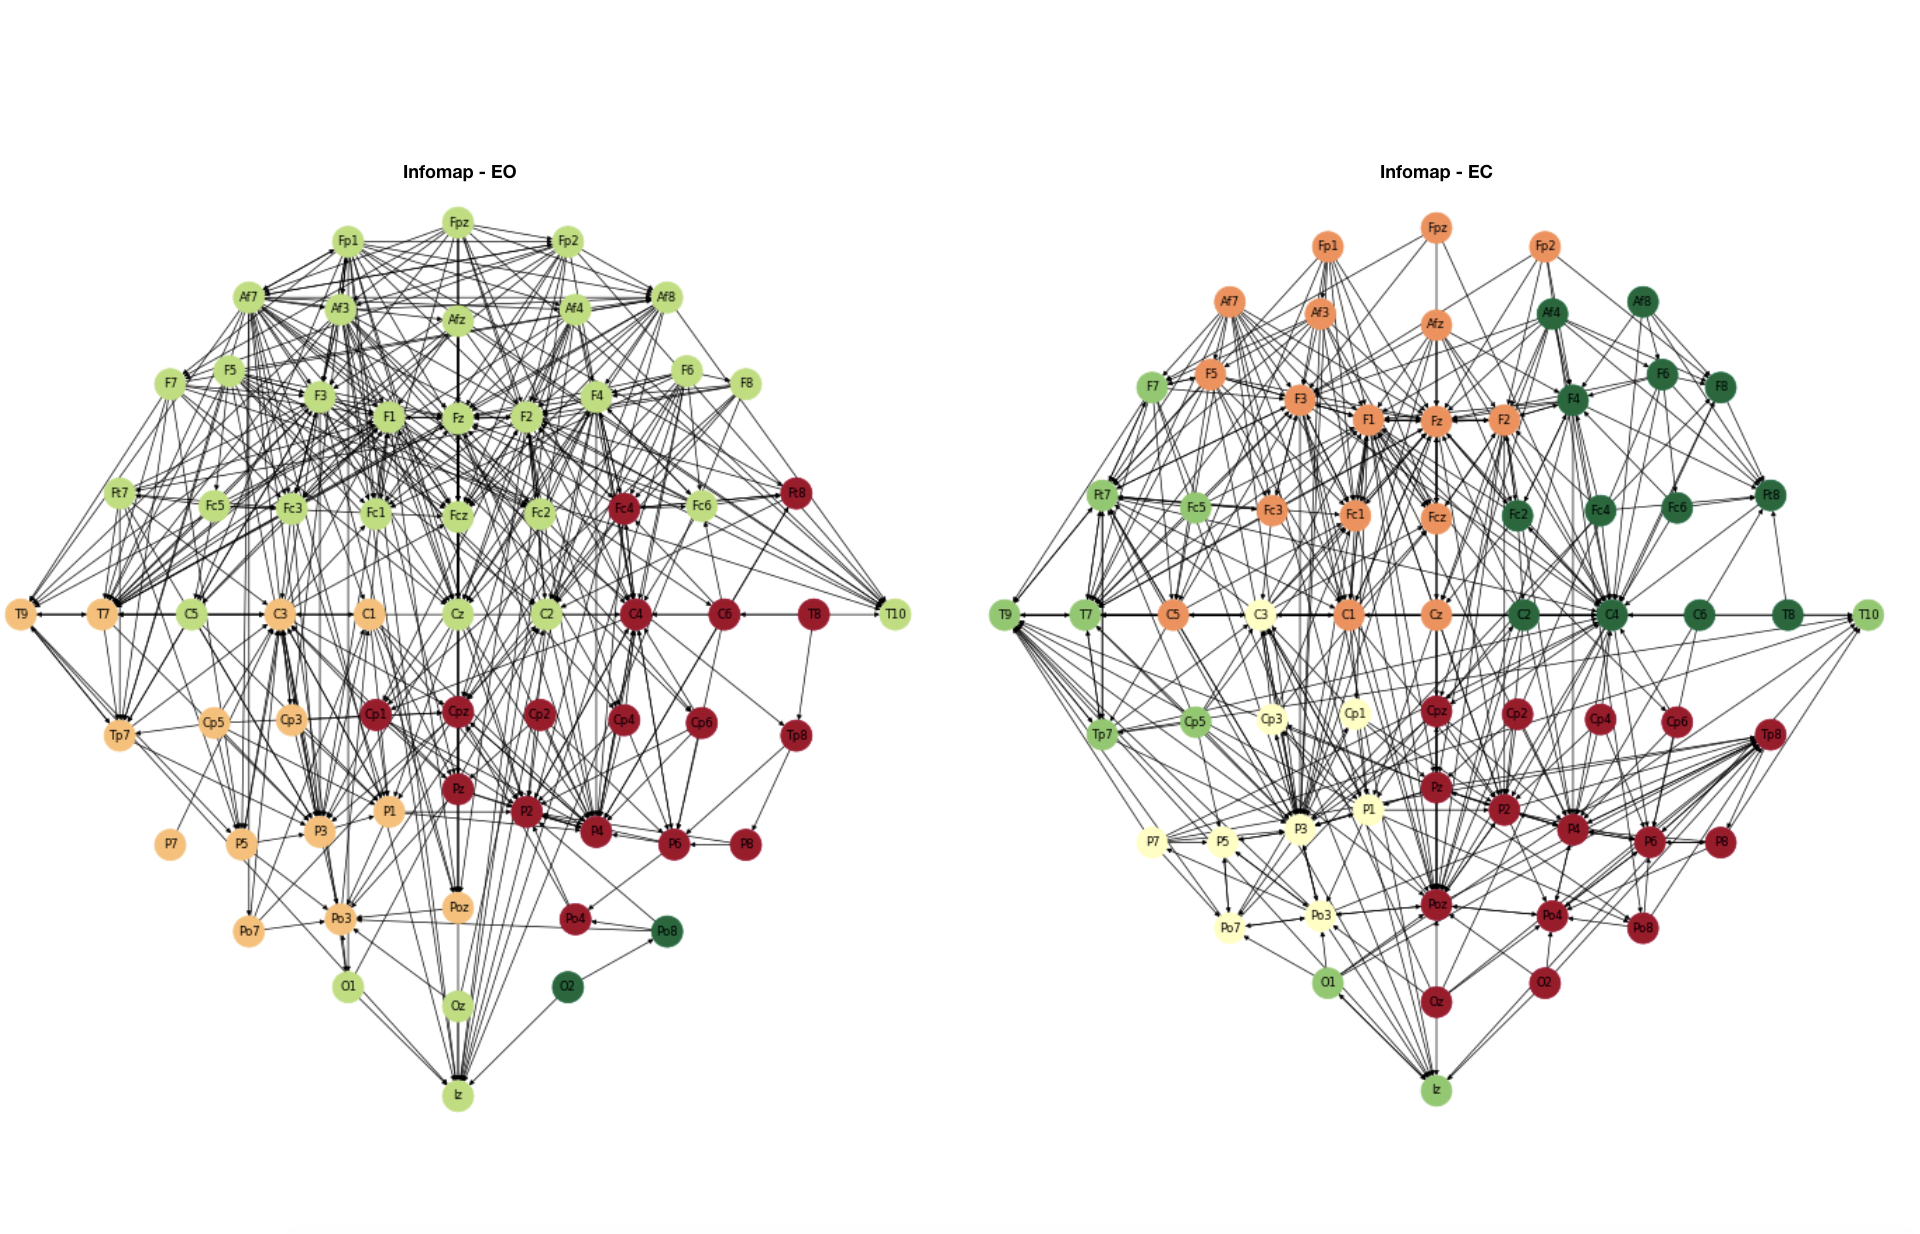 Infomap - EO Infomap - EC
Fpz Fpz
Fp1 Fp2 Fp1 Fp2
Af7 Af8 Af7 Af8
Af3 Afz Af4 Af3 Afz Af4
F7 F5 F6 F8 F7 F5 F6 F8
F3 F1 Fz F2 F4 F3 F1 Fz F2 F4
Ft7 Fc5 Fc3 Fc1 Fcz Fc2 Fc4 Fc6 Ft8 Ft7 Fc5 Fc3 Fc1 Fcz Fc2 Fc4 Fc6 Ft8
T9 T7 C5 C3 C1 Cz C2 C4 C6 T8 T10 T9 T7 C5 C3 C1 Cz C2 C4 C6 T8 T10
Tp7 Cp5 Cp3 Cp1 Cpz Cp2 Cp4 Cp6 Tp8 Tp7 Cp5 Cp3 Cp1 Cpz Cp2 Cp4 Cp6 Tp8
P7 P5 P3 P1 Pz P2 P4 P6 P8 P7 P5 P3 P1 Pz P2 P4 P6 P8
Po7 Po3 Poz Po4 Po8 Po7 Po3 Poz Po4 Po8
O1 Oz O2 O1 Oz O2
Iz Iz